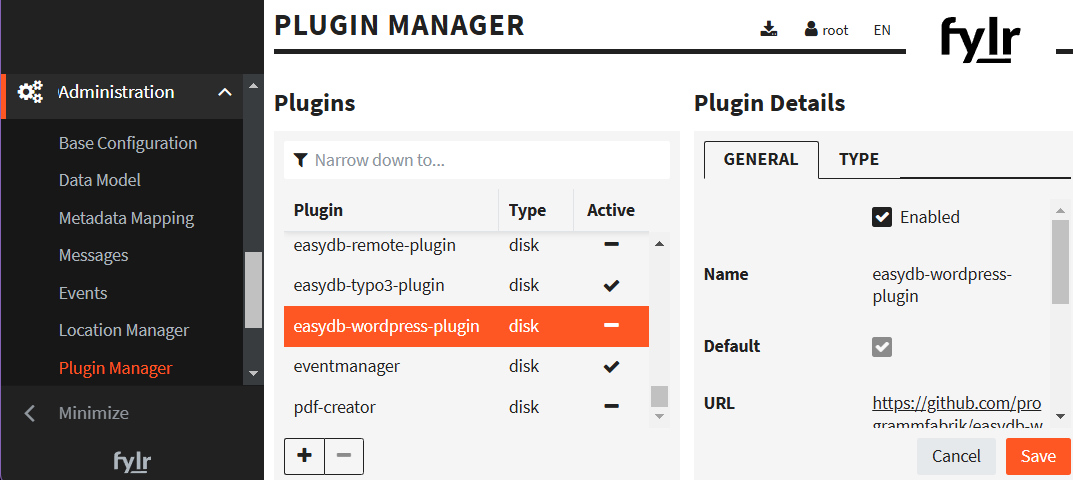 PLUGIN MANAGER
root
EN
fylr
Administration
Base Configuration
Data Model
Metadata Mapping
Messages
Events
Location Manager
Plugin Manager
Minimize
fylr
Plugins
Narrow down to...
Plugin Type Active
easydb-remote-plugin disk
easydb-typo3-plugin disk
easydb-wordpress-plugin disk
eventmanager disk
pdf-creator disk
Plugin Details
GENERAL TYPE
Enabled
Name easydb-wordpress-
plugin
Default
URL https://github.com/pro
grammfabrik/easydb-w
Cancel Save